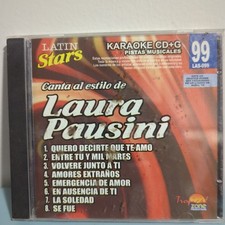 LATIN
Stars
KARAOKE CD+G
PISTAS MUSICALES
99
LAS-099
Canta al estilo de
Laura
Pausini
1 QUIERO DECIRTE QUE TE AMO
2 ENTRE TU Y MIL MARES
3 VOLVERE JUNTO A TI
4 AMORES EXTRAÑOS
5 EMERGENCIA DE AMOR
6 EN AUSENCIA DE TI
7 LA SOLEDAD
8 SE FUE